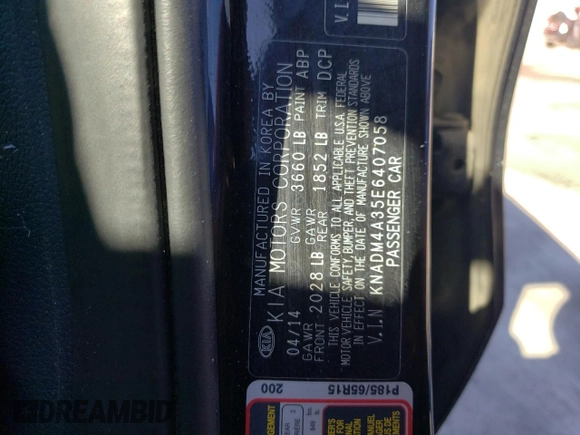 MANUFACTURED IN KOREA BY
KIA MOTORS CORPORATION
04/14 GVWR 3660 LB PAINT ABP
GAWR GAWR
FRONT 2028 LB REAR 1852 LB TRIM DCP
THIS VEHICLE CONFORMS TO ALL APPLICABLE U.S.A. FEDERAL
MOTOR VEHICLE SAFETY, BUMPER, AND THEFT PREVENTION STANDARDS
IN EFFECT ON THE DATE OF MANUFACTURE SHOWN ABOVE
V.I.N KNADM4A35E6407058
PASSENGER CAR
KIA
V.I.
200
P185/65R15